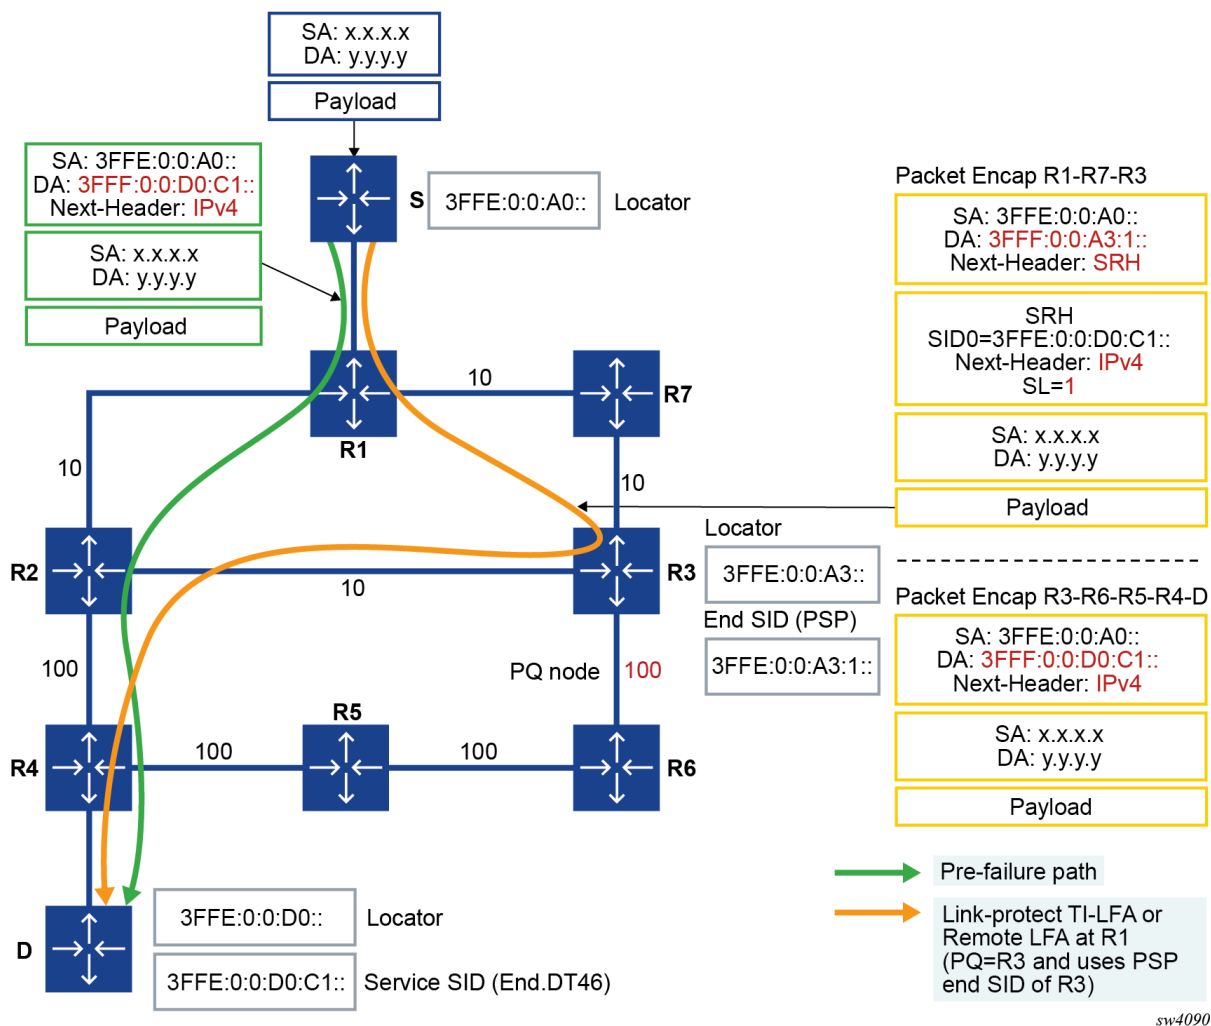 SA: x.x.x.x
DA: y.y.y.y
Payload
SA: 3FFE:0:0:A0::
DA: 3FFF:0:0:D0:C1::
Next-Header: IPv4
SA: x.x.x.x
DA: y.y.y.y
Payload
S
3FFE:0:0:A0::
Locator
R1
10
R7
10
10
R2
10
R3
Locator
3FFE:0:0:A3::
End SID (PSP)
3FFE:0:0:A3:1::
PQ node
100
100
R5
R4
100
100
R6
D
3FFE:0:0:D0::
Locator
3FFE:0:0:D0:C1::
Service SID (End.DT46)
Packet Encap R1-R7-R3
SA: 3FFE:0:0:A0::
DA: 3FFF:0:0:A3:1::
Next-Header: SRH
SRH
SID0=3FFE:0:0:D0:C1::
Next-Header: IPv4
SL=1
SA: x.x.x.x
DA: y.y.y.y
Payload
Packet Encap R3-R6-R5-R4-D
SA: 3FFE:0:0:A0::
DA: 3FFF:0:0:D0:C1::
Next-Header: IPv4
SA: x.x.x.x
DA: y.y.y.y
Payload
Pre-failure path
Link-protect TI-LFA or
Remote LFA at R1
(PQ=R3 and uses PSP
end SID of R3)
sw4090